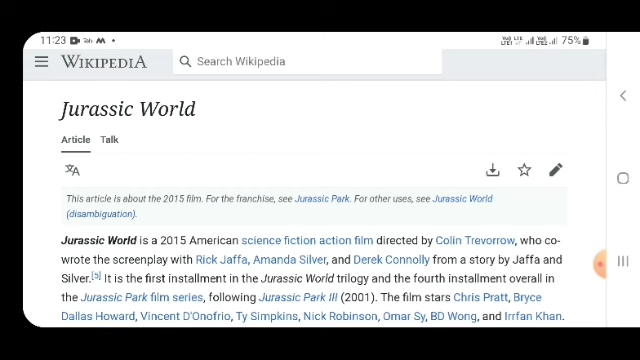 11:23 75%
WIKIPEDIA Search Wikipedia
Jurassic World
Article Talk
This article is about the 2015 film. For the franchise, see Jurassic Park. For other uses, see Jurassic World
(disambiguation).
Jurassic World is a 2015 American science fiction action film directed by Colin Trevorrow, who co-
wrote the screenplay with Rick Jaffa, Amanda Silver, and Derek Connolly from a story by Jaffa and
Silver.[5] It is the first installment in the Jurassic World trilogy and the fourth installment overall in
the Jurassic Park film series, following Jurassic Park III (2001). The film stars Chris Pratt, Bryce
Dallas Howard, Vincent D'Onofrio, Ty Simpkins, Nick Robinson, Omar Sy, BD Wong, and Irrfan Khan.